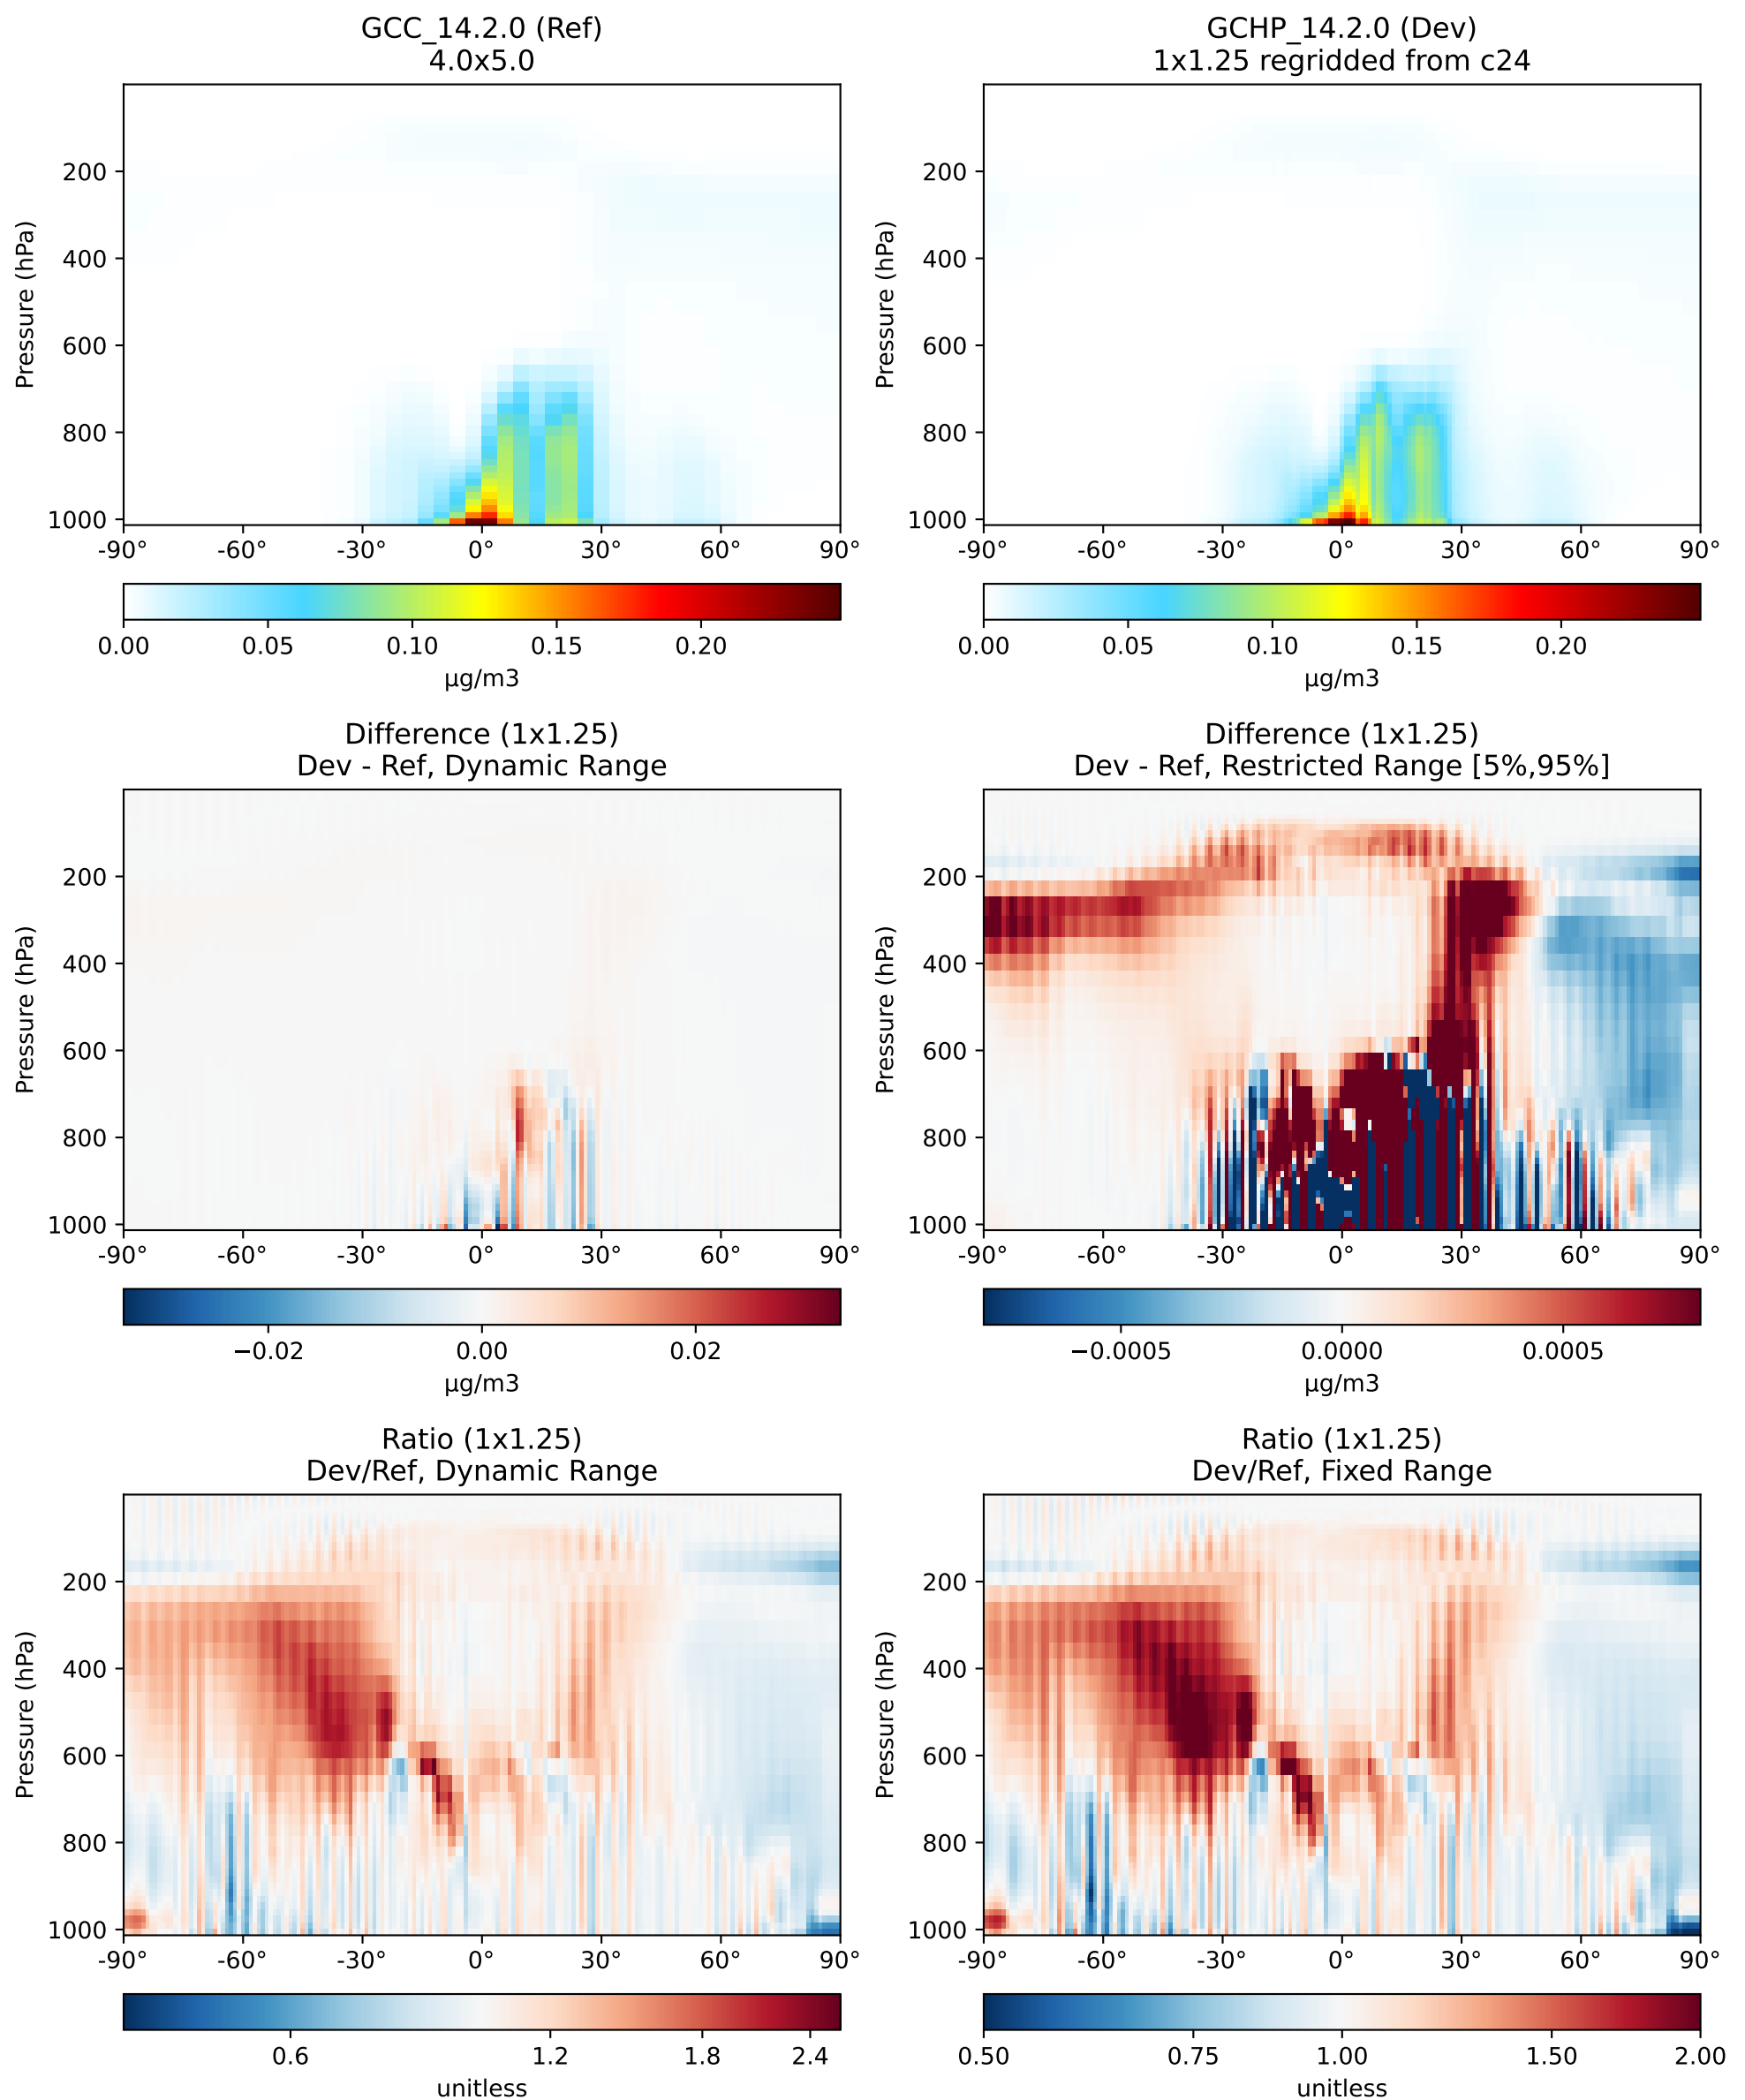 GCC_14.2.0 (Ref)
4.0x5.0
Pressure (hPa)
200
400
600
800
1000
-90° -60° -30° 0° 30° 60° 90°
0.00 0.05 0.10 0.15 0.20
μg/m3
GCHP_14.2.0 (Dev)
1x1.25 regridded from c24
Pressure (hPa)
200
400
600
800
1000
-90° -60° -30° 0° 30° 60° 90°
0.00 0.05 0.10 0.15 0.20
μg/m3
Difference (1x1.25)
Dev - Ref, Dynamic Range
Pressure (hPa)
200
400
600
800
1000
-90° -60° -30° 0° 30° 60° 90°
−0.02 0.00 0.02
μg/m3
Difference (1x1.25)
Dev - Ref, Restricted Range [5%,95%]
Pressure (hPa)
200
400
600
800
1000
-90° -60° -30° 0° 30° 60° 90°
−0.0005 0.0000 0.0005
μg/m3
Ratio (1x1.25)
Dev/Ref, Dynamic Range
Pressure (hPa)
200
400
600
800
1000
-90° -60° -30° 0° 30° 60° 90°
0.6 1.2 1.8 2.4
unitless
Ratio (1x1.25)
Dev/Ref, Fixed Range
Pressure (hPa)
200
400
600
800
1000
-90° -60° -30° 0° 30° 60° 90°
0.50 0.75 1.00 1.50 2.00
unitless